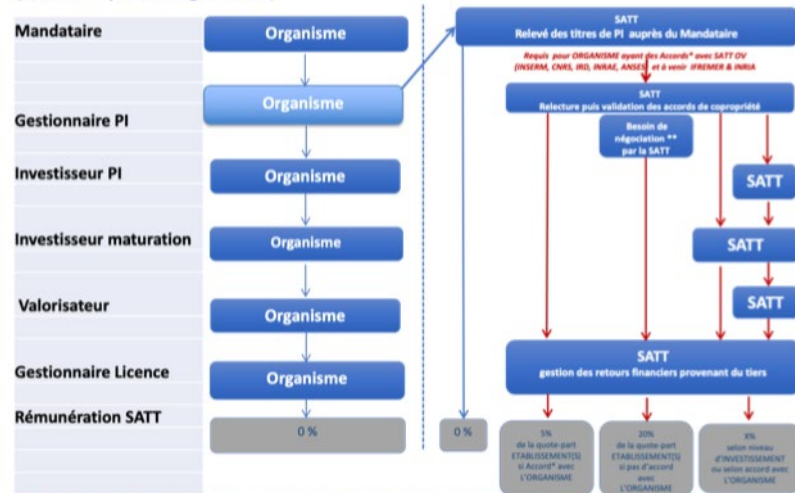 Mandataire
Gestionnaire PI
Investisseur PI
Investisseur maturation
Valorisateur
Gestionnaire Licence
Rémunération SATT
Organisme
Organisme
Organisme
Organisme
Organisme
Organisme
0 %
SATT
Relevé des titres de PI auprès du Mandataire
Requis pour ORGANISME ayant des Accords* avec SATT OV
(INSERM, CNRS, IRD, INRAE, ANSES et à venir IFREMER & INRIA
SATT
Relecture puis validation des accords de copropriété
Besoin de
négociation **
par la SATT
SATT
SATT
SATT
SATT
gestion des retours financiers provenant du tiers
0 %
5%
de la quote-part
ETABLISSEMENT(S)
si Accord* avec
L'ORGANISME
20%
de la quote-part
ETABLISSEMENT(S)
si pas d'accord
avec
L'ORGANISME
X%
selon niveau
d'INVESTISSEMENT
ou selon accord avec
L'ORGANISME